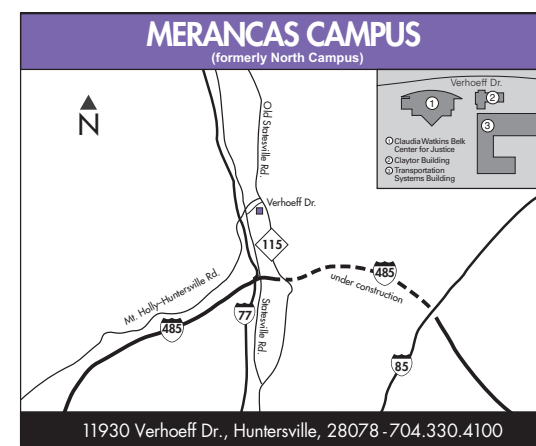 MERANCAS CAMPUS
(formerly North Campus)
N
Old Statesville Rd.
Verhoeff Dr.
1
2
3
1 Claudia Watkins Belk
Center for Justice
2 Claytor Building
3 Transportation
Systems Building
Verhoeff Dr.
115
Mt. Holly–Huntersville Rd.
485
77
Statesville Rd.
485
under construction
85
11930 Verhoeff Dr., Huntersville, 28078 - 704.330.4100